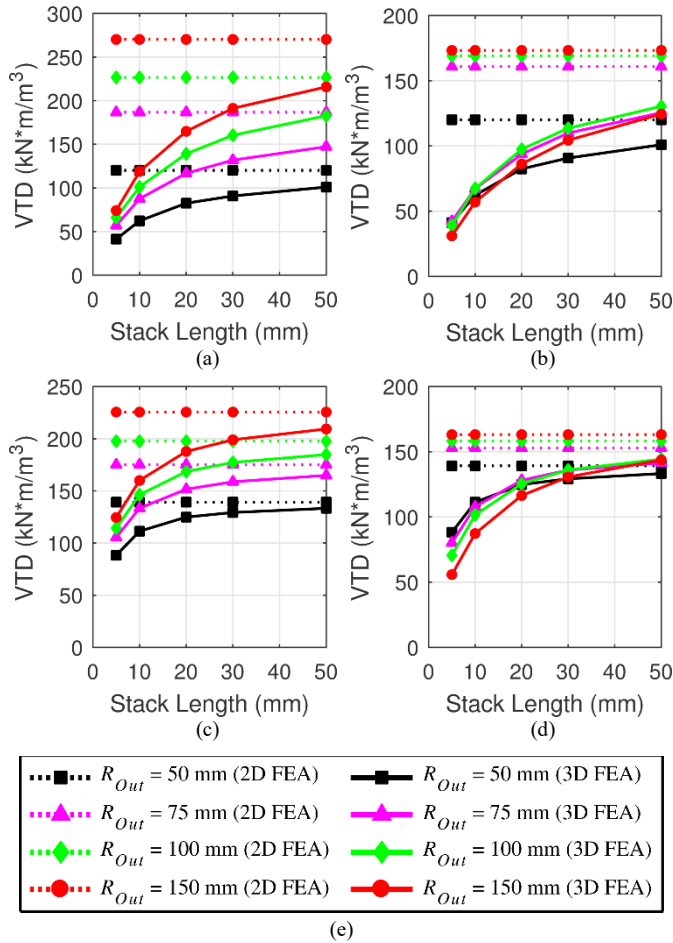 300
250
200
150
100
50
0
VTD (kN*m/m³)
0 10 20 30 40 50
Stack Length (mm)
(a)
200
150
100
50
0
VTD (kN*m/m³)
0 10 20 30 40 50
Stack Length (mm)
(b)
250
200
150
100
50
0
VTD (kN*m/m³)
0 10 20 30 40 50
Stack Length (mm)
(c)
200
150
100
50
0
VTD (kN*m/m³)
0 10 20 30 40 50
Stack Length (mm)
(d)
R_Out = 50 mm (2D FEA) R_Out = 50 mm (3D FEA)
R_Out = 75 mm (2D FEA) R_Out = 75 mm (3D FEA)
R_Out = 100 mm (2D FEA) R_Out = 100 mm (3D FEA)
R_Out = 150 mm (2D FEA) R_Out = 150 mm (3D FEA)
(e)